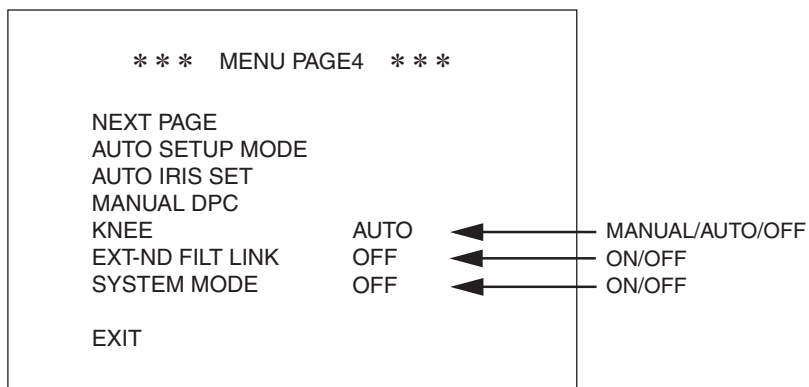 *** MENU PAGE4 ***
NEXT PAGE
AUTO SETUP MODE
AUTO IRIS SET
MANUAL DPC
KNEE AUTO MANUAL/AUTO/OFF
EXT-ND FILT LINK OFF ON/OFF
SYSTEM MODE OFF ON/OFF
EXIT